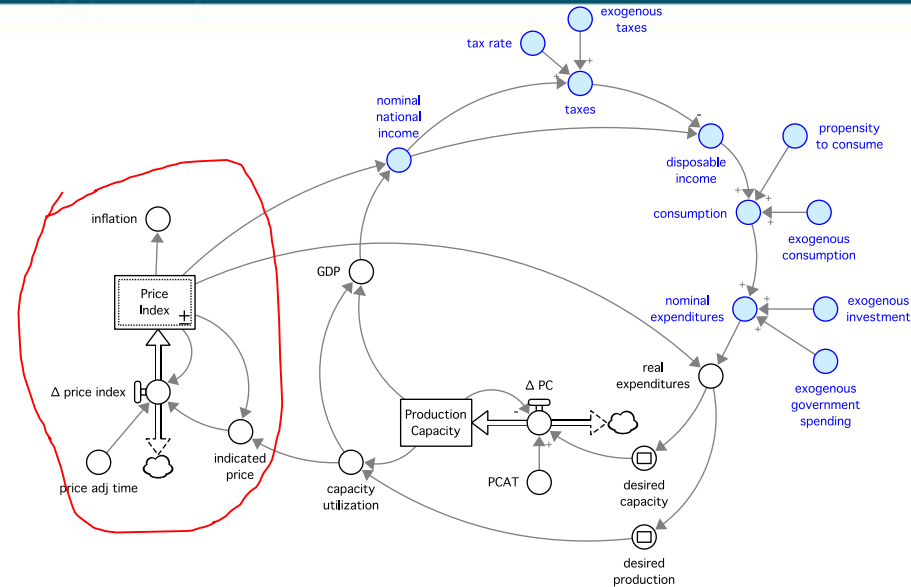 exogenous
taxes
tax rate
taxes
nominal
national
income
propensity
to consume
disposable
income
consumption
exogenous
consumption
inflation
GDP
Price
Index
+
nominal
expenditures
exogenous
investment
real
expenditures
exogenous
government
spending
Δ price index
Δ PC
Production
Capacity
indicated
price
price adj time
capacity
utilization
PCAT
desired
capacity
desired
production